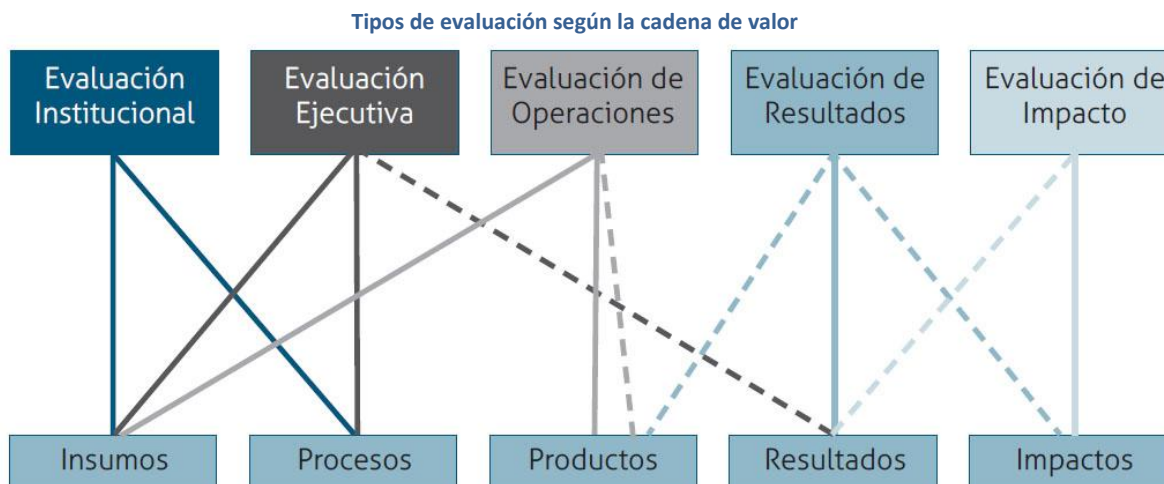 Tipos de evaluación según la cadena de valor
Evaluación
Institucional
Evaluación
Ejecutiva
Evaluación de
Operaciones
Evaluación de
Resultados
Evaluación de
Impacto
Insumos
Procesos
Productos
Resultados
Impactos